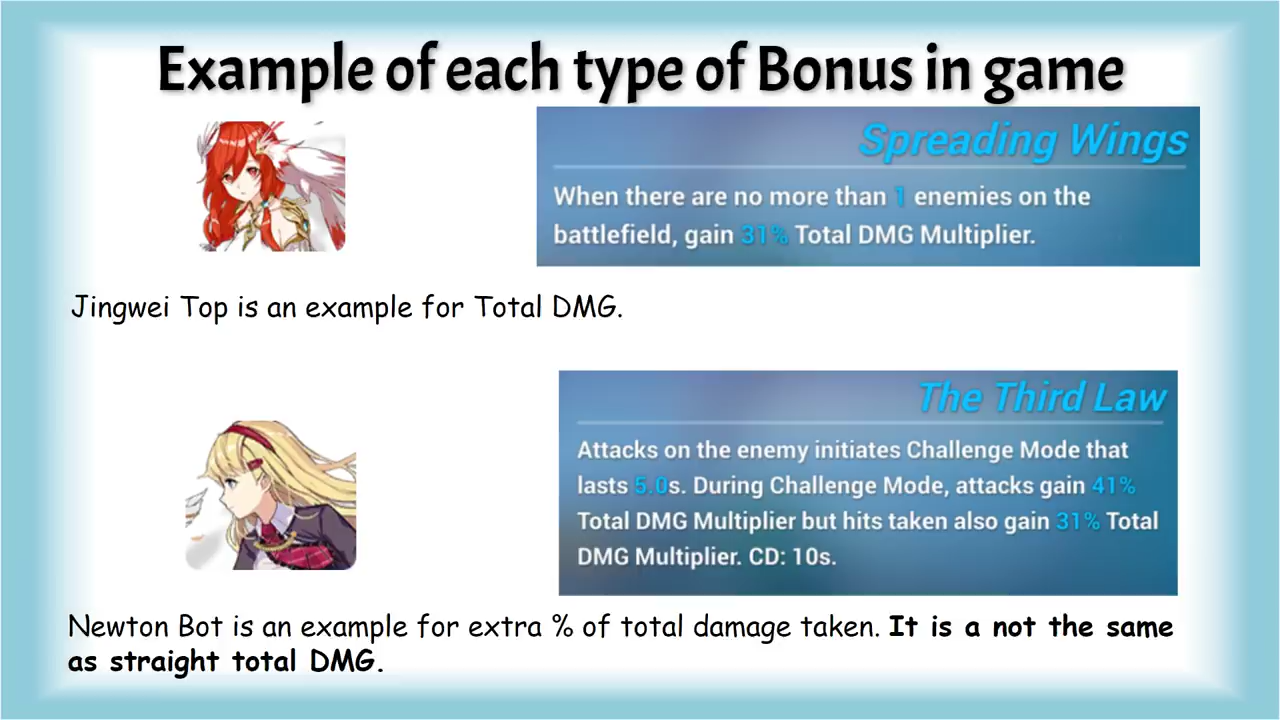 Example of each type of Bonus in game
Spreading Wings
When there are no more than 1 enemies on the
battlefield, gain 31% Total DMG Multiplier.
Jingwei Top is an example for Total DMG.
The Third Law
Attacks on the enemy initiates Challenge Mode that
lasts 5.0s. During Challenge Mode, attacks gain 41%
Total DMG Multiplier but hits taken also gain 31% Total
DMG Multiplier. CD: 10s.
Newton Bot is an example for extra % of total damage taken. It is a not the same
as straight total DMG.